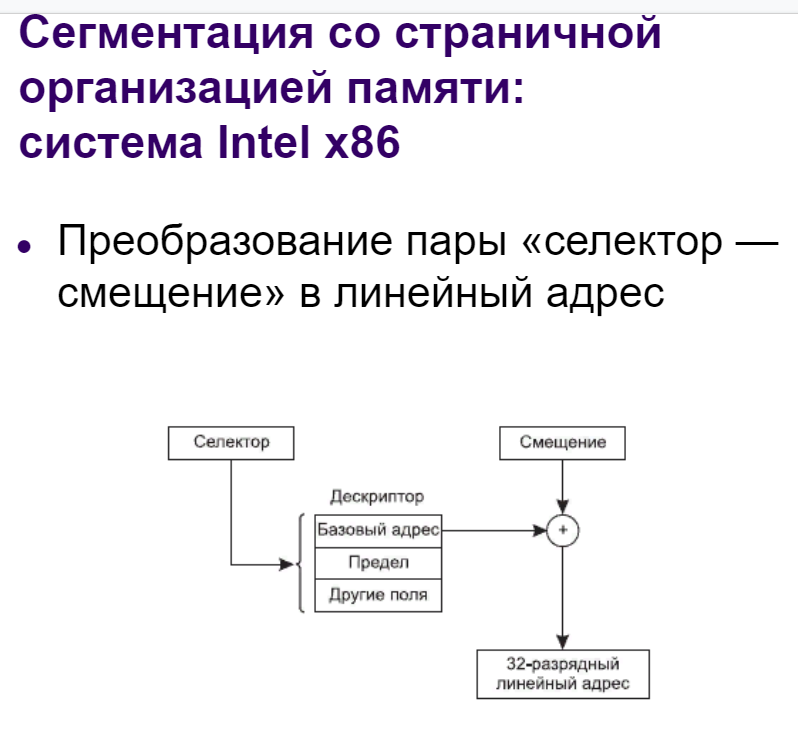 Сегментация со страничной
организацией памяти:
система Intel x86
• Преобразование пары «селектор —
смещение» в линейный адрес
Селектор
Смещение
Дескриптор
Базовый адрес
+
Предел
Другие поля
32-разрядный
линейный адрес